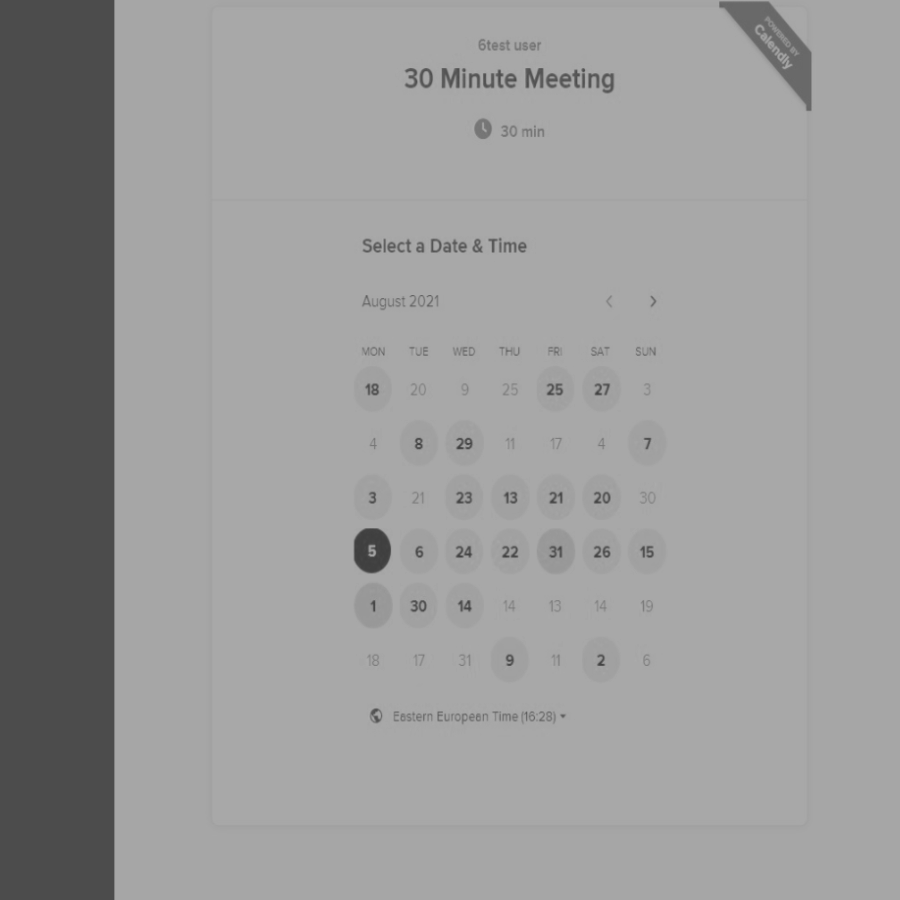 POWERED BY
Calendly
6test user
30 Minute Meeting
30 min
Select a Date & Time
August 2021
MON TUE WED THU FRI SAT SUN
18 20 9 25 25 27 3
4 8 29 11 17 4 7
3 21 23 13 21 20 30
5 6 24 22 31 26 15
1 30 14 14 13 14 19
18 17 31 9 11 2 6
Eastern European Time (16:28)